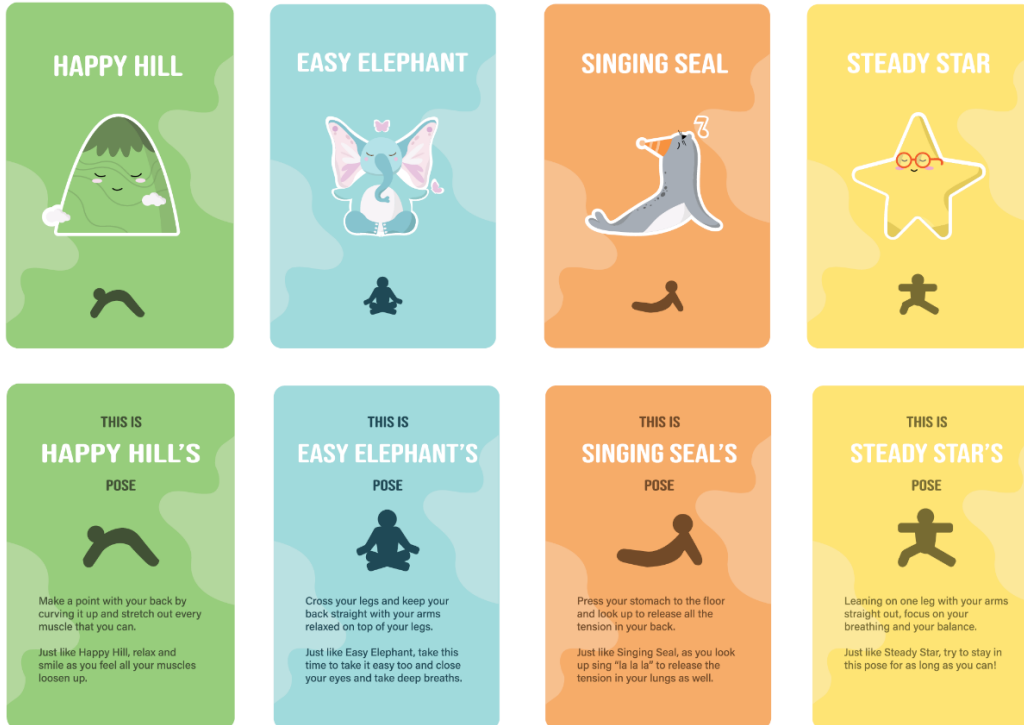 HAPPY HILL
EASY ELEPHANT
SINGING SEAL
STEADY STAR
THIS IS
HAPPY HILL'S
POSE
Make a point with your back by
curving it up and stretch out every
muscle that you can.
Just like Happy Hill, relax and
smile as you feel all your muscles
loosen up.
THIS IS
EASY ELEPHANT'S
POSE
Cross your legs and keep your
back straight with your arms
relaxed on top of your legs.
Just like Easy Elephant, take this
time to take it easy too and close
your eyes and take deep breaths.
THIS IS
SINGING SEAL'S
POSE
Press your stomach to the floor
and look up to release all the
tension in your back.
Just like Singing Seal, as you look
up sing "la la la" to release the
tension in your lungs as well.
THIS IS
STEADY STAR'S
POSE
Leaning on one leg with your arms
straight out, focus on your
breathing and your balance.
Just like Steady Star, try to stay in
this pose for as long as you can!